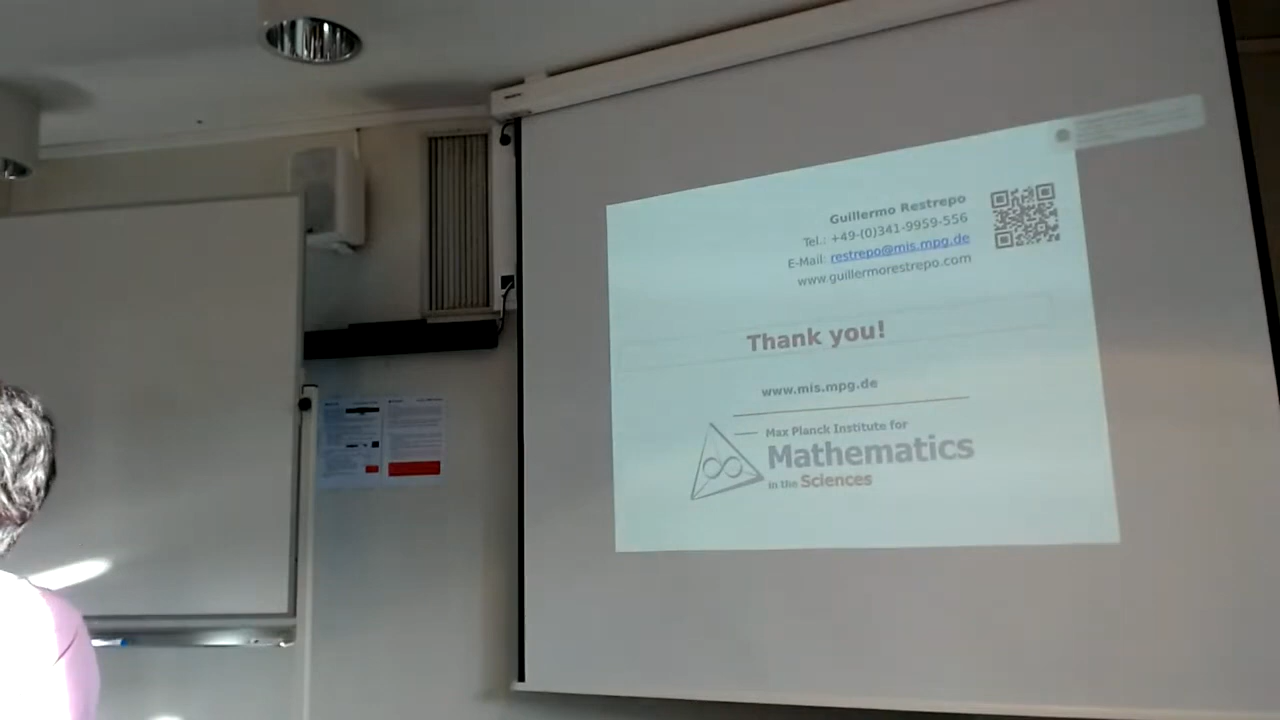 Guillermo Restrepo
Tel.: +49-(0)341-9959-556
E-Mail: restrepo@mis.mpg.de
www.guillermorestrepo.com
Thank you!
www.mis.mpg.de
Max Planck Institute for
Mathematics
in the Sciences